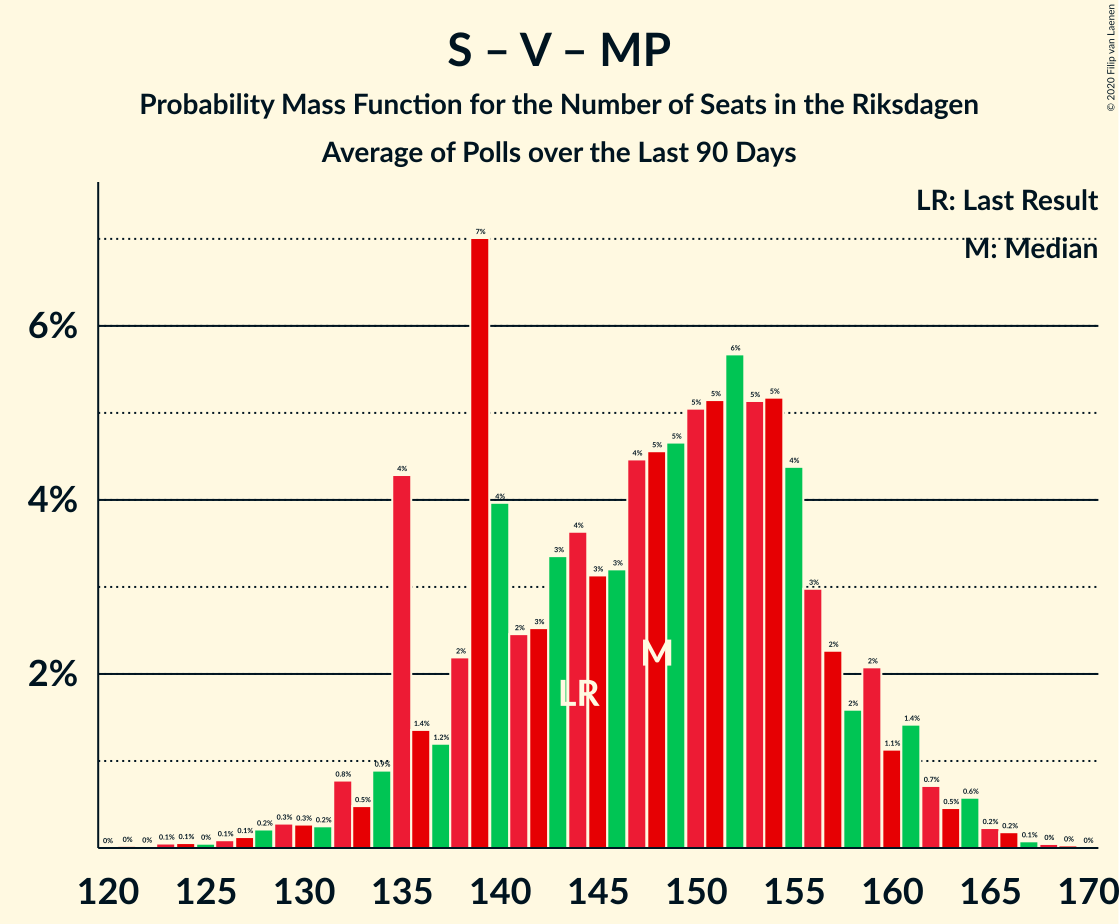 S – V – MP
Probability Mass Function for the Number of Seats in the Riksdagen
Average of Polls over the Last 90 Days
© 2020 Filip van Laenen
LR: Last Result
M: Median
6%
4%
2%
0% 0% 0% 0.1% 0.1% 0% 0.1% 0.1% 0.2% 0.3% 0.3% 0.2% 0.8% 0.5% 0.9% 4% 1.4% 1.2% 2% 7% 4% 2% 3% 3% 4% 3% 3% 4% 5% 5% 5% 5% 6% 5% 5% 4% 3% 2% 2% 2% 1.1% 1.4% 0.7% 0.5% 0.6% 0.2% 0.2% 0.1% 0% 0% 0%
M
LR
120 125 130 135 140 145 150 155 160 165 170